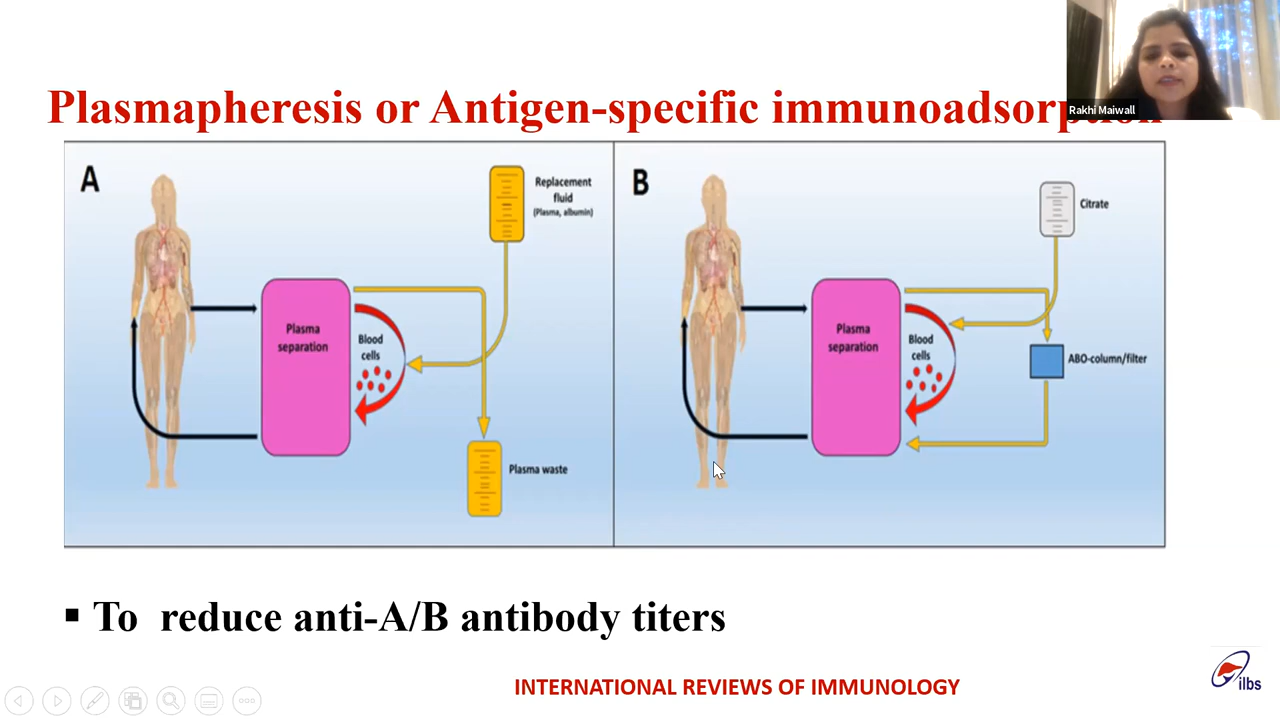 Rakhi Maiwall
Plasmapheresis or Antigen-specific immunoadsorption
A
Replacement
fluid
(Plasma, albumin)
Plasma
separation
Blood
cells
Plasma waste
B
Citrate
Plasma
separation
Blood
cells
ABO-column/filter
▪ To reduce anti-A/B antibody titers
INTERNATIONAL REVIEWS OF IMMUNOLOGY
ilbs